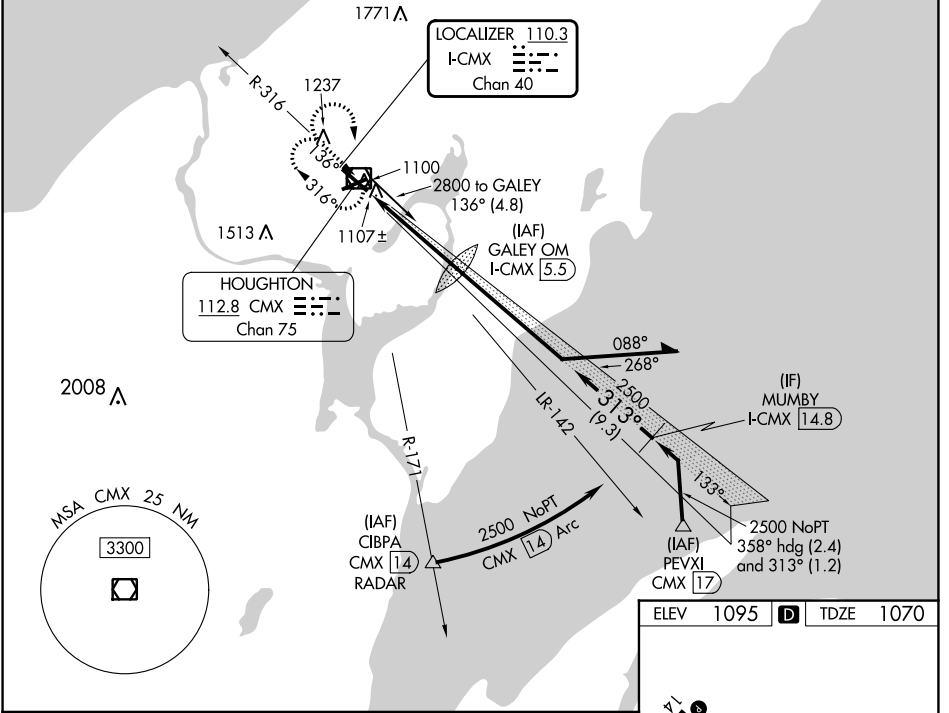 1771
LOCALIZER 110.3
I-CMX
Chan 40
R-316
1237
136°
316°
1100
2800 to GALEY
136° (4.8)
1107±
1513
(IAF)
GALEY OM
I-CMX 5.5
HOUGHTON
112.8 CMX
Chan 75
088°
268°
2008
2500
313°
(9.3)
(IF)
MUMBY
I-CMX 14.8
LR-142
R-171
133°
MSA CMX 25 NM
3300
(IAF)
CIBPA
CMX 14
RADAR
2500 NoPT
CMX 14 Arc
(IAF)
PEVXI
CMX 17
2500 NoPT
358° hdg (2.4)
and 313° (1.2)
ELEV 1095 D TDZE 1070
14
P